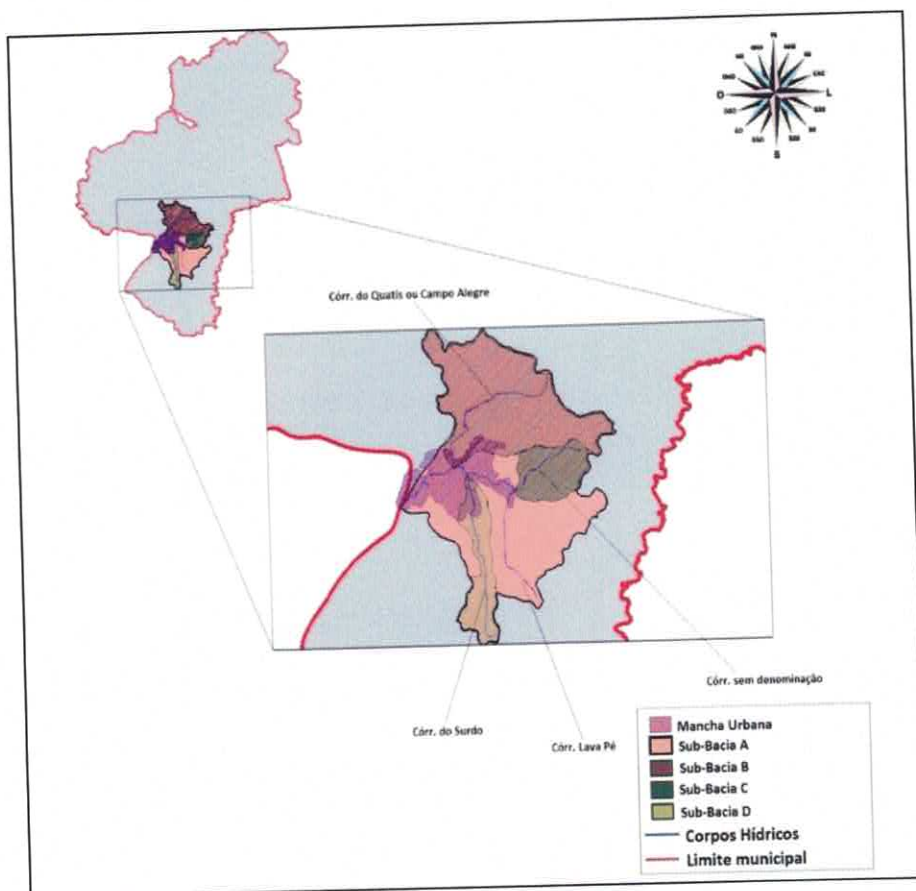 N
O
L
S
Córr. do Quatis ou Campo Alegre
Córr. sem denominação
Córr. do Surdo
Córr. Lava Pé
Mancha Urbana
Sub-Bacia A
Sub-Bacia B
Sub-Bacia C
Sub-Bacia D
Corpos Hídricos
Limite municipal